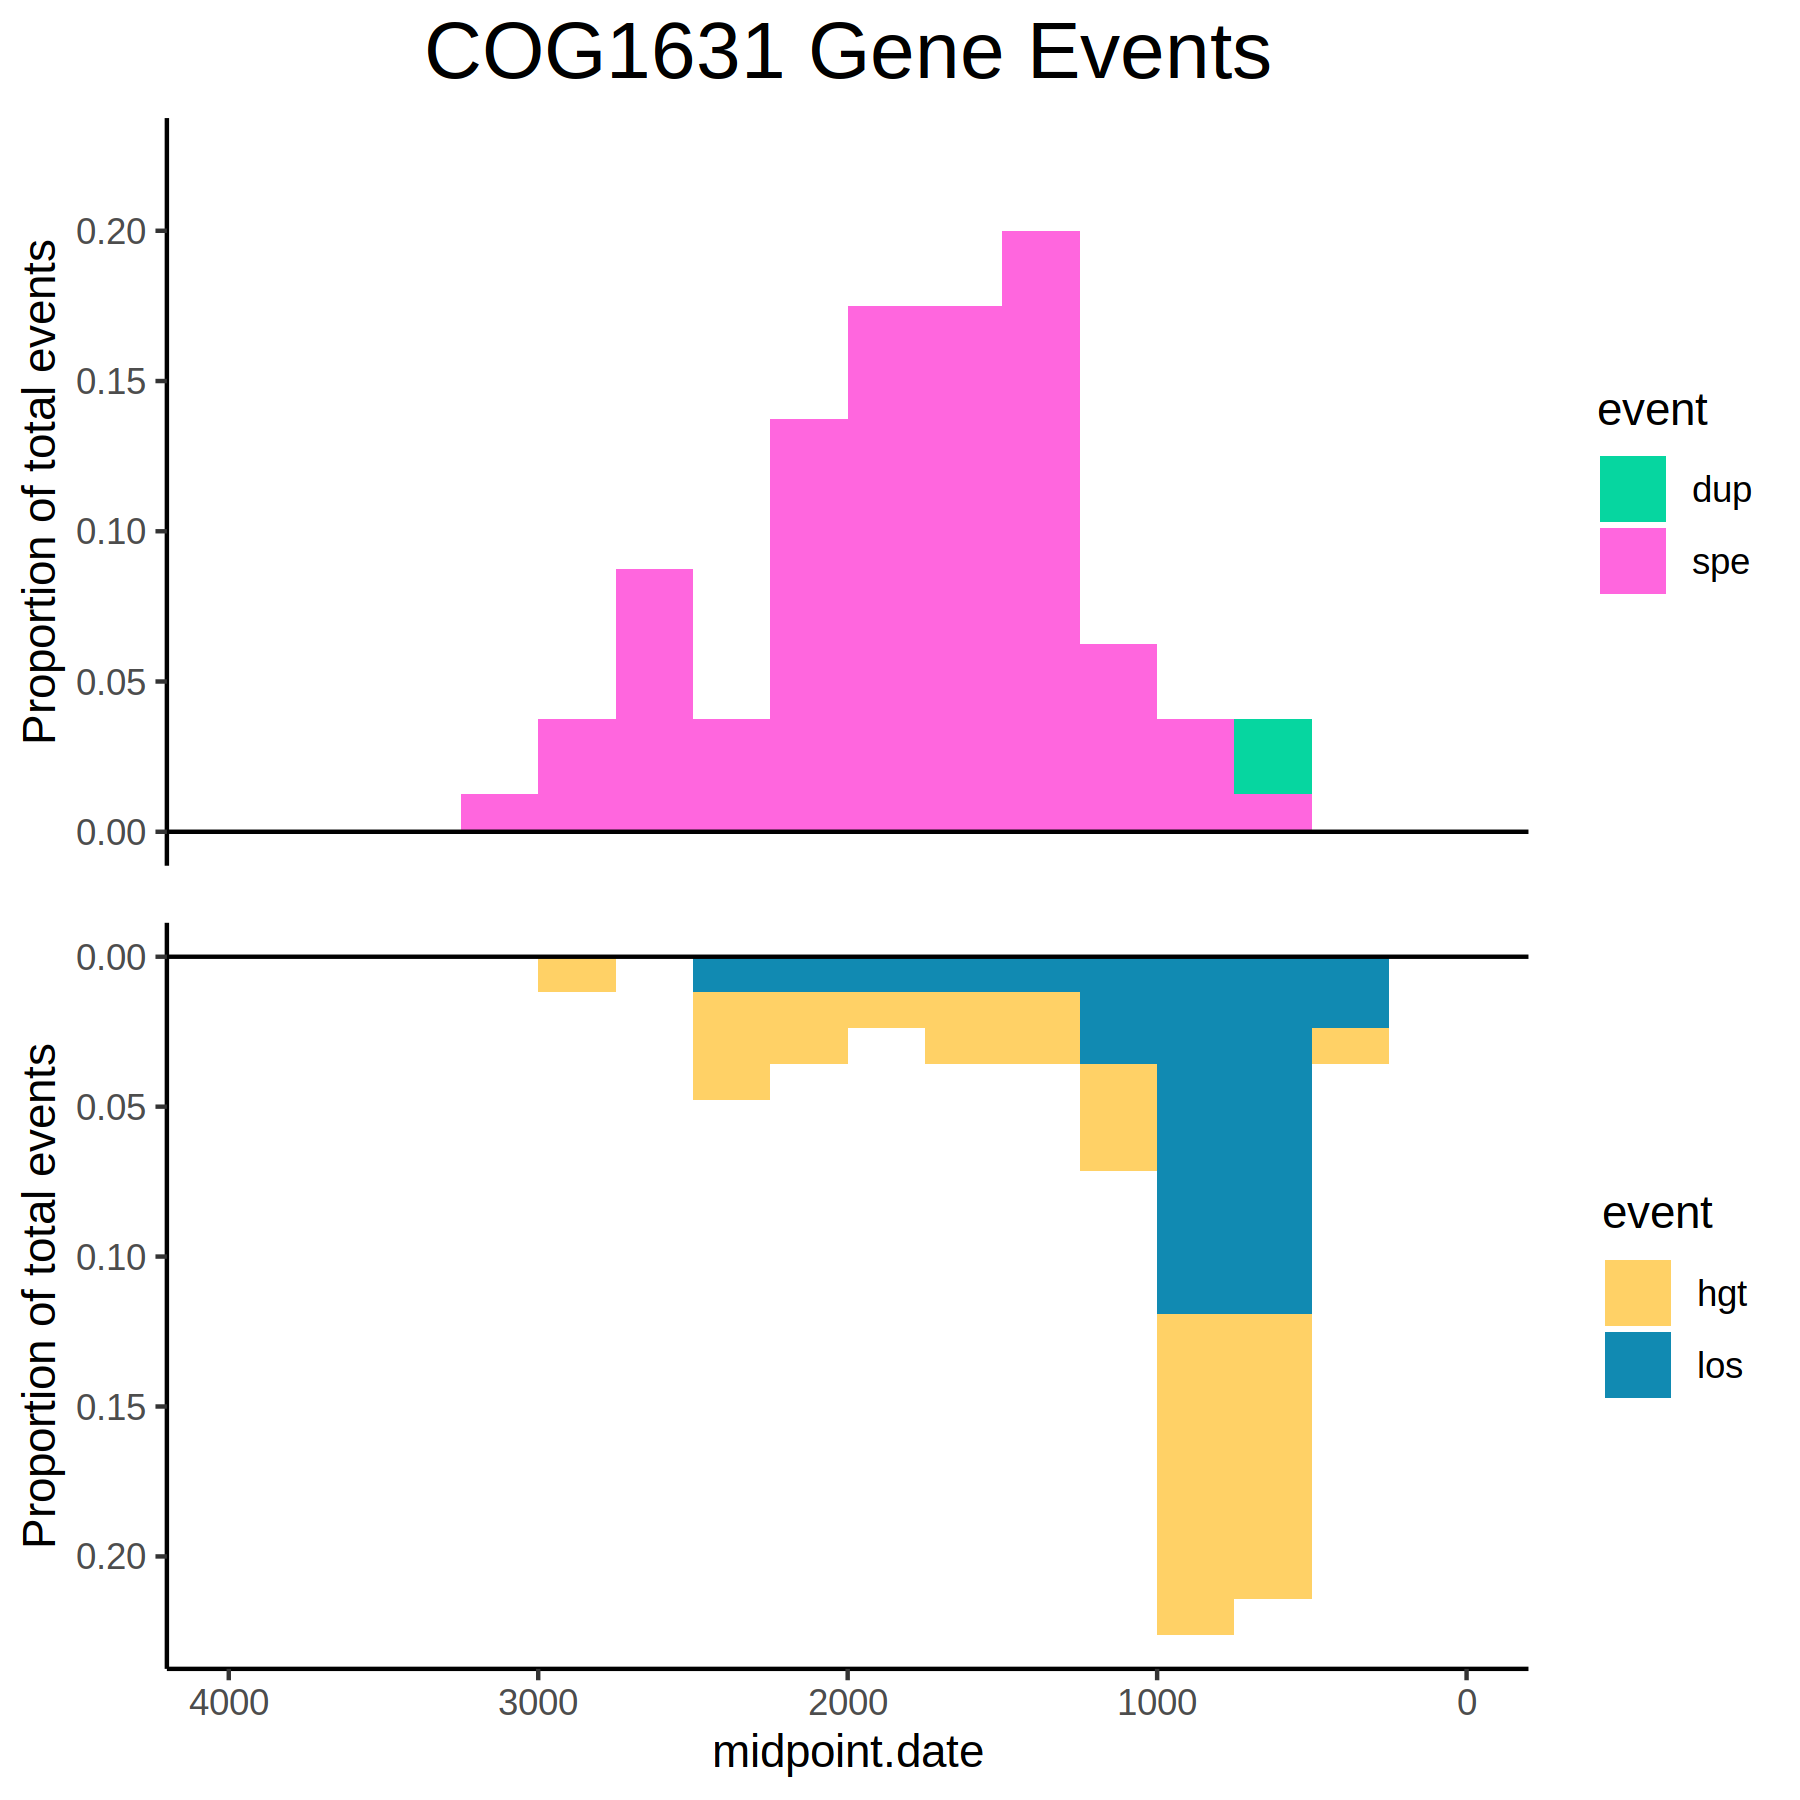 COG1631 Gene Events
Proportion of total events
0.20
0.15
0.10
0.05
0.00
event
dup
spe
Proportion of total events
0.00
0.05
0.10
0.15
0.20
event
hgt
los
4000 3000 2000 1000 0
midpoint.date